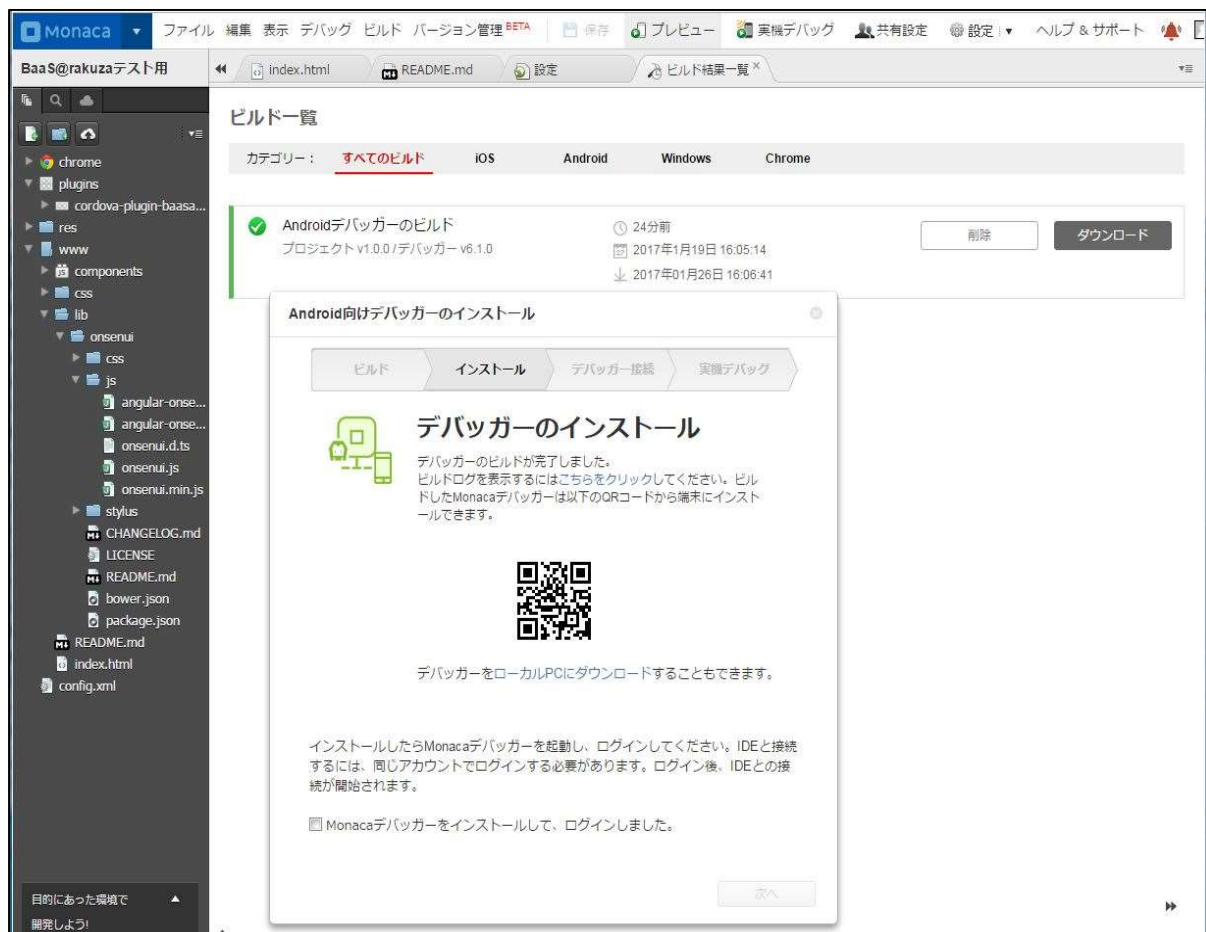 Monaca
ファイル 編集 表示 デバッグ ビルド バージョン管理 BETA 保存 プレビュー 実機デバッグ 共有設定 設定 ヘルプ & サポート
BaaS@rakuzaテスト用
index.html README.md 設定 ビルド結果一覧
chrome
plugins
cordova-plugin-baasa...
res
www
components
css
lib
onsenui
css
js
angular-onse...
angular-onse...
onsenui.d.ts
onsenui.js
onsenui.min.js
stylus
CHANGELOG.md
LICENSE
README.md
bower.json
package.json
README.md
index.html
config.xml
目的にあった環境で
開発しよう!
ビルド一覧
カテゴリー: すべてのビルド iOS Android Windows Chrome
Androidデバッガーのビルド
プロジェクト v1.0.0 / デバッガー v6.1.0
24分前
2017年1月19日 16:05:14
2017年01月26日 16:06:41
削除 ダウンロード
Android向けデバッガーのインストール
ビルド インストール デバッガー接続 実機デバッグ
デバッガーのインストール
デバッガーのビルドが完了しました。
ビルドログを表示するにはこちらをクリックしてください。ビル
ドしたMonacaデバッガーは以下のQRコードから端末にインスト
ールできます。
デバッガーをローカルPCにダウンロードすることもできます。
インストールしたらMonacaデバッガーを起動し、ログインしてください。IDEと接続
するには、同じアカウントでログインする必要があります。ログイン後、IDEとの接
続が開始されます。
Monacaデバッガーをインストールして、ログインしました。
次へ